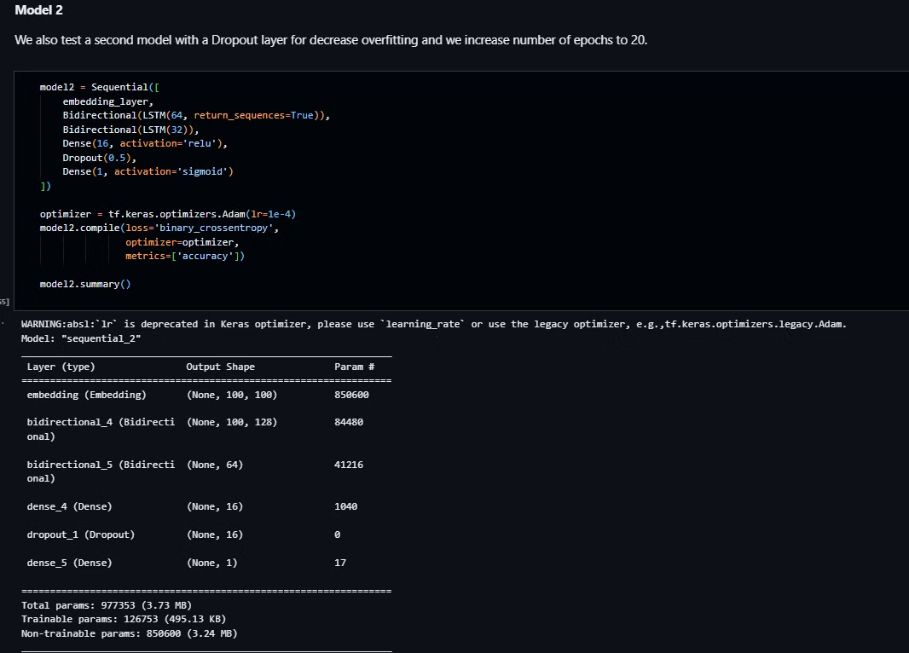 Model 2
We also test a second model with a Dropout layer for decrease overfitting and we increase number of epochs to 20.
model2 = Sequential([
    embedding_layer,
    Bidirectional(LSTM(64, return_sequences=True)),
    Bidirectional(LSTM(32)),
    Dense(16, activation='relu'),
    Dropout(0.5),
    Dense(1, activation='sigmoid')
])
optimizer = tf.keras.optimizers.Adam(lr=1e-4)
model2.compile(loss='binary_crossentropy',
               optimizer=optimizer,
               metrics=['accuracy'])
model2.summary()
WARNING:absl:`lr` is deprecated in Keras optimizer, please use `learning_rate` or use the legacy optimizer, e.g.,tf.keras.optimizers.legacy.Adam.
Model: "sequential_2"
Layer (type) Output Shape Param #
embedding (Embedding) (None, 100, 100) 850600
bidirectional_4 (Bidirecti (None, 100, 128) 84480
onal)
bidirectional_5 (Bidirecti (None, 64) 41216
onal)
dense_4 (Dense) (None, 16) 1040
dropout_1 (Dropout) (None, 16) 0
dense_5 (Dense) (None, 1) 17
Total params: 977353 (3.73 MB)
Trainable params: 126753 (495.13 KB)
Non-trainable params: 850600 (3.24 MB)